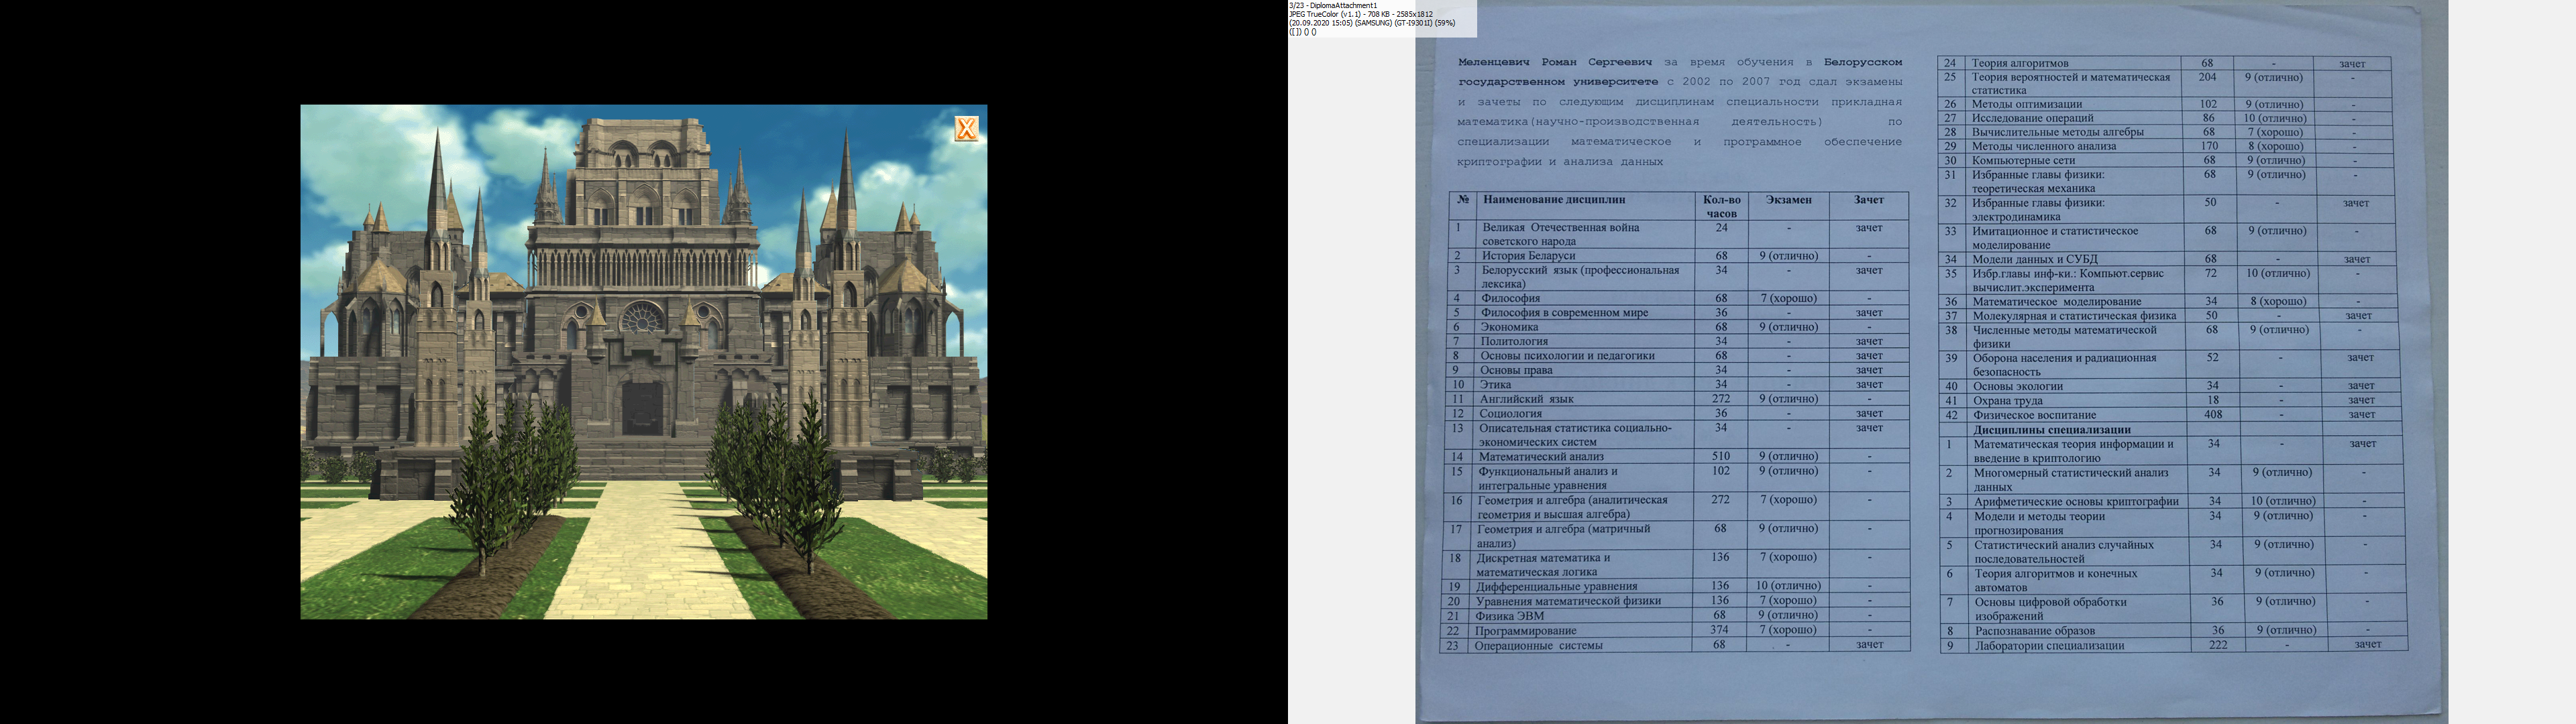 X
3/23 - DiplomaAttachment1
JPEG TrueColor (v1.1) - 708 KB - 2585x1812
(20.09.2020 15:05) (SAMSUNG) (GT-I9301I) (59%)
([ ]) () ()
Меленцевич Роман Сергеевич за время обучения в Белорусском
государственном университете с 2002 по 2007 год сдал экзамены
и зачеты по следующим дисциплинам специальности прикладная
математика(научно-производственная деятельность) по
специализации математическое и программное обеспечение
криптографии и анализа данных
№ Наименование дисциплин Кол-во Экзамен Зачет
часов
1 Великая Отечественная война 24 - зачет
советского народа
2 История Беларуси 68 9 (отлично) -
3 Белорусский язык (профессиональная 34 - зачет
лексика)
4 Философия 68 7 (хорошо) -
5 Философия в современном мире 36 - зачет
6 Экономика 68 9 (отлично) -
7 Политология 34 - зачет
8 Основы психологии и педагогики 68 - зачет
9 Основы права 34 - зачет
10 Этика 34 - зачет
11 Английский язык 272 9 (отлично) -
12 Социология 36 - зачет
13 Описательная статистика социально- 34 - зачет
экономических систем
14 Математический анализ 510 9 (отлично) -
15 Функциональный анализ и 102 9 (отлично) -
интегральные уравнения
16 Геометрия и алгебра (аналитическая 272 7 (хорошо) -
геометрия и высшая алгебра)
17 Геометрия и алгебра (матричный 68 9 (отлично) -
анализ)
18 Дискретная математика и 136 7 (хорошо) -
математическая логика
19 Дифференциальные уравнения 136 10 (отлично) -
20 Уравнения математической физики 136 7 (хорошо) -
21 Физика ЭВМ 68 9 (отлично) -
22 Программирование 374 7 (хорошо) -
23 Операционные системы 68 - зачет
24 Теория алгоритмов 68 - зачет
25 Теория вероятностей и математическая 204 9 (отлично) -
статистика
26 Методы оптимизации 102 9 (отлично) -
27 Исследование операций 86 10 (отлично) -
28 Вычислительные методы алгебры 68 7 (хорошо) -
29 Методы численного анализа 170 8 (хорошо) -
30 Компьютерные сети 68 9 (отлично) -
31 Избранные главы физики: 68 9 (отлично) -
теоретическая механика
32 Избранные главы физики: 50 - зачет
электродинамика
33 Имитационное и статистическое 68 9 (отлично) -
моделирование
34 Модели данных и СУБД 68 - зачет
35 Избр.главы инф-ки.: Компьют.сервис 72 10 (отлично) -
вычислит.эксперимента
36 Математическое моделирование 34 8 (хорошо) -
37 Молекулярная и статистическая физика 50 - зачет
38 Численные методы математической 68 9 (отлично) -
физики
39 Оборона населения и радиационная 52 - зачет
безопасность
40 Основы экологии 34 - зачет
41 Охрана труда 18 - зачет
42 Физическое воспитание 408 - зачет
Дисциплины специализации
1 Математическая теория информации и 34 - зачет
введение в криптологию
2 Многомерный статистический анализ 34 9 (отлично) -
данных
3 Арифметические основы криптографии 34 10 (отлично) -
4 Модели и методы теории 34 9 (отлично) -
прогнозирования
5 Статистический анализ случайных 34 9 (отлично) -
последовательностей
6 Теория алгоритмов и конечных 34 9 (отлично) -
автоматов
7 Основы цифровой обработки 36 9 (отлично) -
изображений
8 Распознавание образов 36 9 (отлично) -
9 Лаборатории специализации 222 - зачет